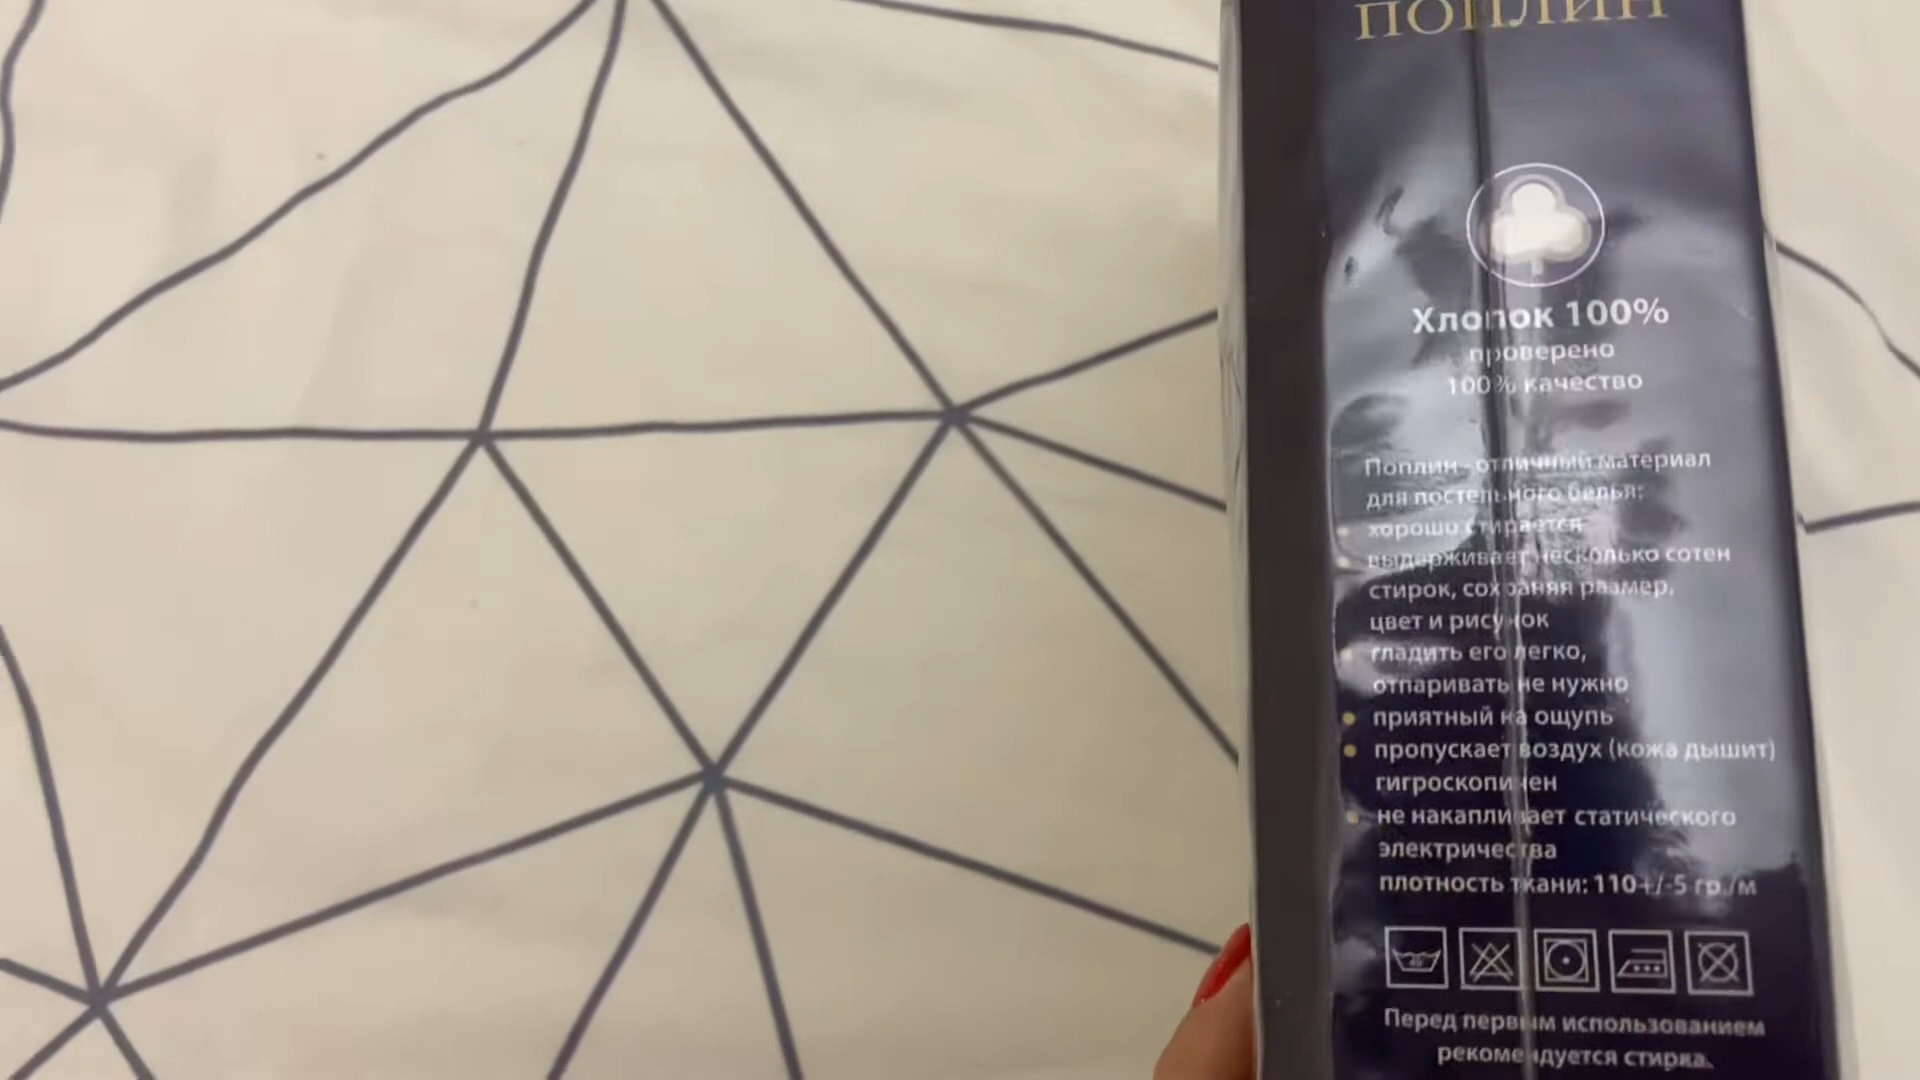 ПОПЛИН
Хлопок 100%
проверено
100% качество
Поплин - отличный материал
для постельного белья:
• хорошо стирается
• выдерживает несколько сотен
стирок, сохраняя размер,
цвет и рисунок
• гладить его легко,
отпаривать не нужно
• приятный на ощупь
• пропускает воздух (кожа дышит)
гигроскопичен
• не накапливает статического
электричества
плотность ткани: 110+/-5 гр./м
40°
Перед первым использованием
рекомендуется стирка.